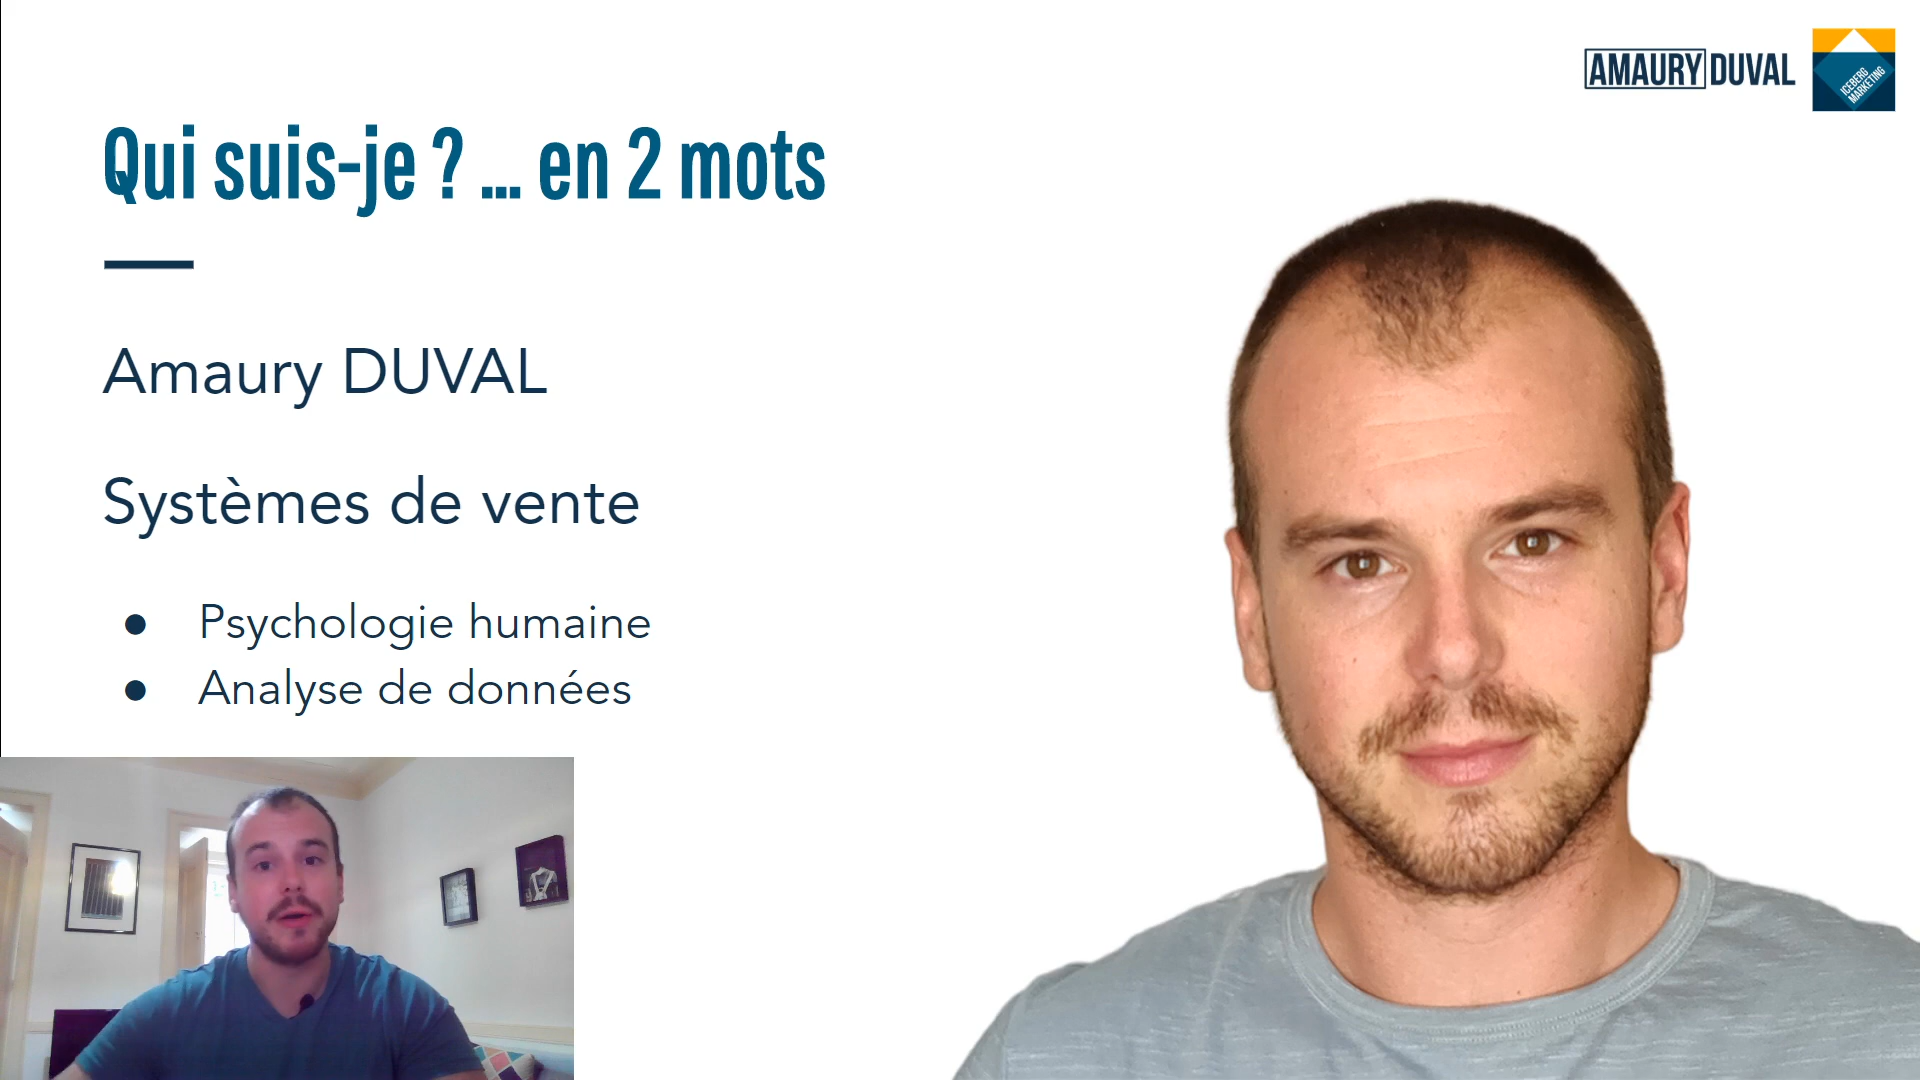 AMAURY DUVAL
ICEBERG
MARKETING
Qui suis-je ? ... en 2 mots
Amaury DUVAL
Systèmes de vente
● Psychologie humaine
● Analyse de données